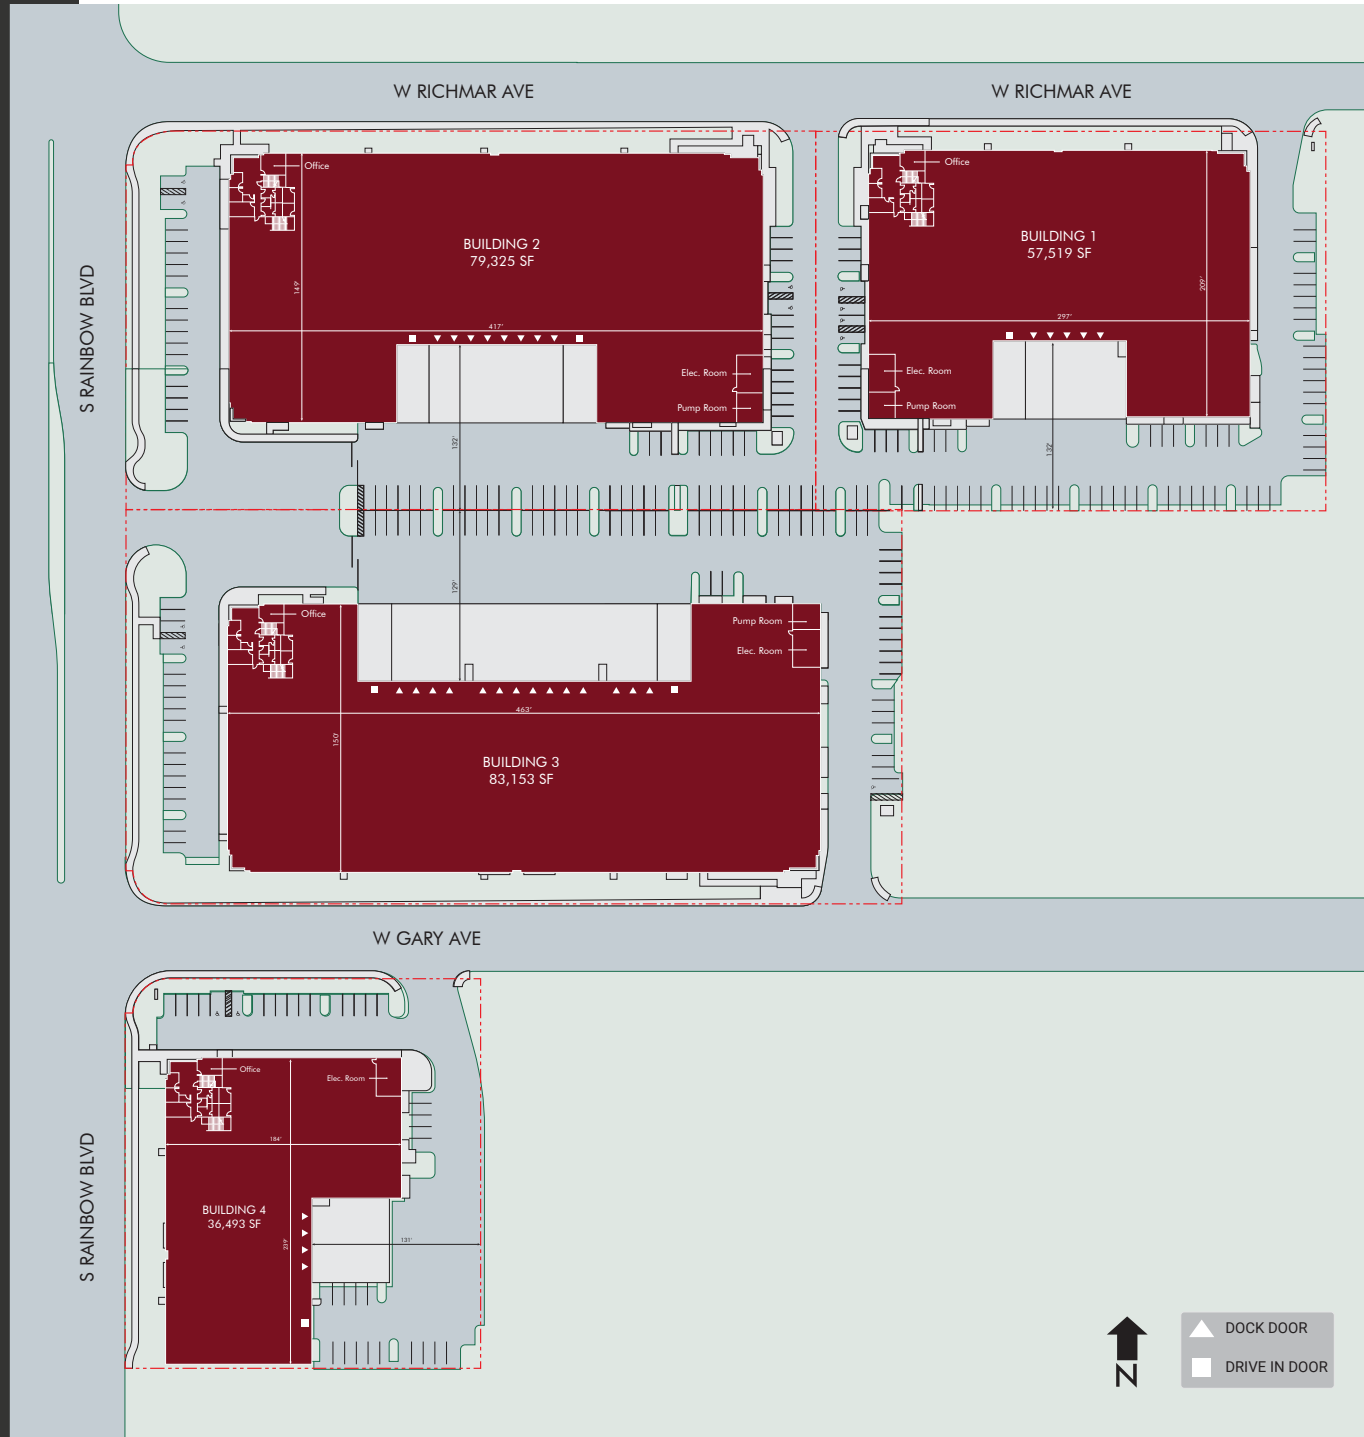 W RICHMAR AVE
W RICHMAR AVE
S RAINBOW BLVD
Office
BUILDING 2
79,325 SF
149'
417'
Elec. Room
Pump Room
Office
BUILDING 1
57,519 SF
209'
297'
Elec. Room
Pump Room
132'
132'
129'
Office
Pump Room
Elec. Room
463'
150'
BUILDING 3
83,153 SF
W GARY AVE
S RAINBOW BLVD
Office
Elec. Room
184'
BUILDING 4
36,493 SF
239'
131'
N
DOCK DOOR
DRIVE IN DOOR